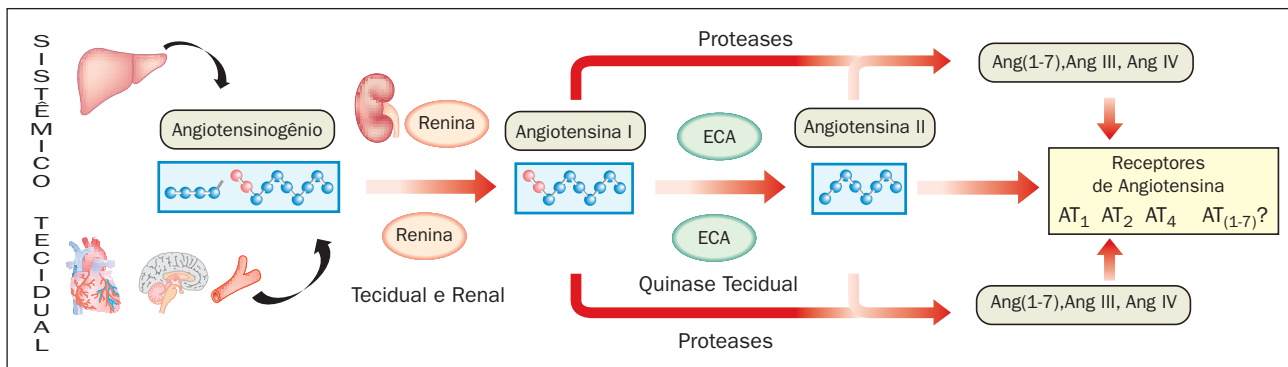 SISTÊMICO
TECIDUAL
Proteases
Ang(1-7),Ang III, Ang IV
Angiotensinogênio
Renina
Angiotensina I
ECA
Angiotensina II
Receptores
de Angiotensina
AT1 AT2 AT4 AT(1-7)?
Renina
ECA
Tecidual e Renal
Quinase Tecidual
Ang(1-7),Ang III, Ang IV
Proteases